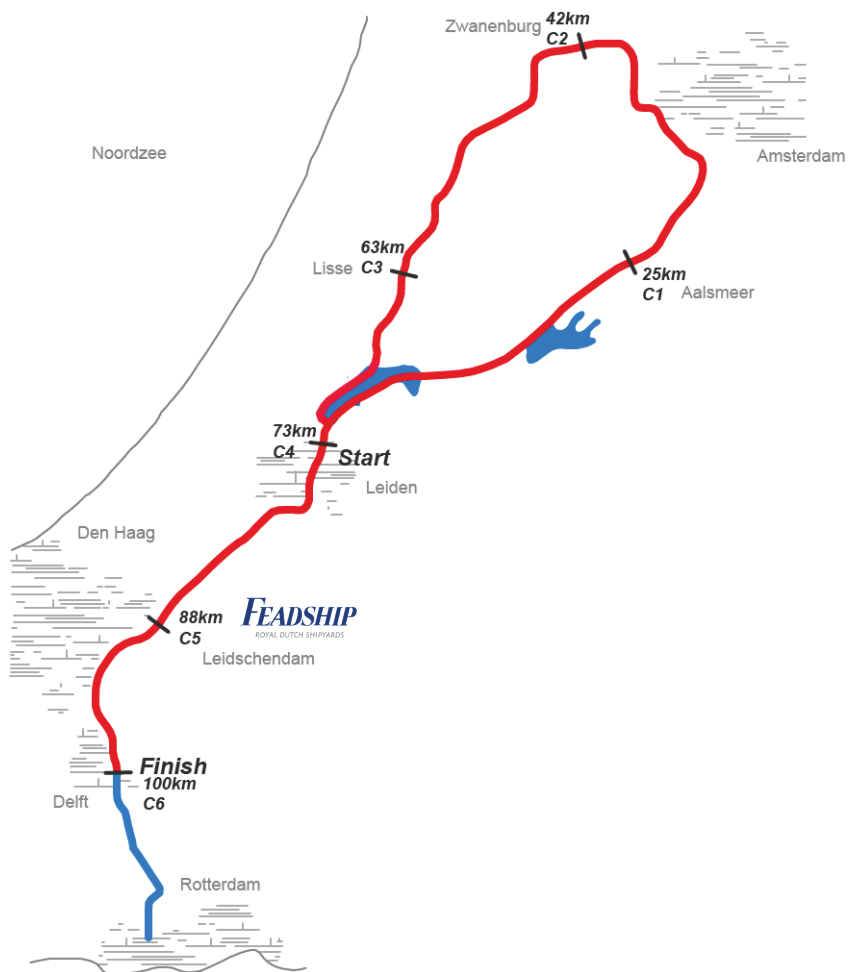 42km
Zwanenburg
C2
Noordzee
Amsterdam
63km
Lisse
C3
25km
C1
Aalsmeer
73km
C4
Start
Leiden
Den Haag
FEADSHIP
ROYAL DUTCH SHIPYARDS
88km
C5
Leidschendam
Finish
100km
C6
Delft
Rotterdam